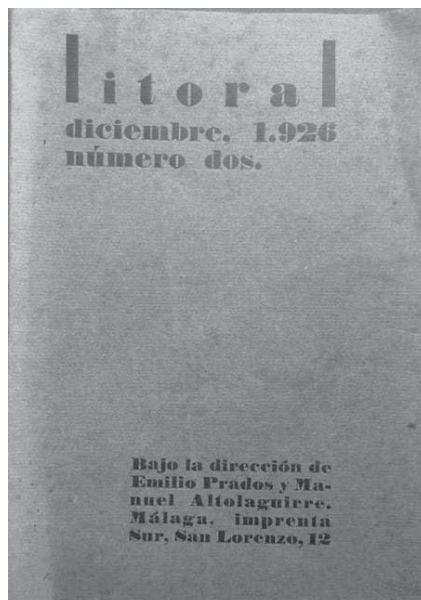 litoral
diciembre, 1.926
número dos.
Bajo la dirección de
Emilio Prados y Ma-
nuel Altolaguirre.
Málaga, imprenta
Sur, San Lorenzo, 12